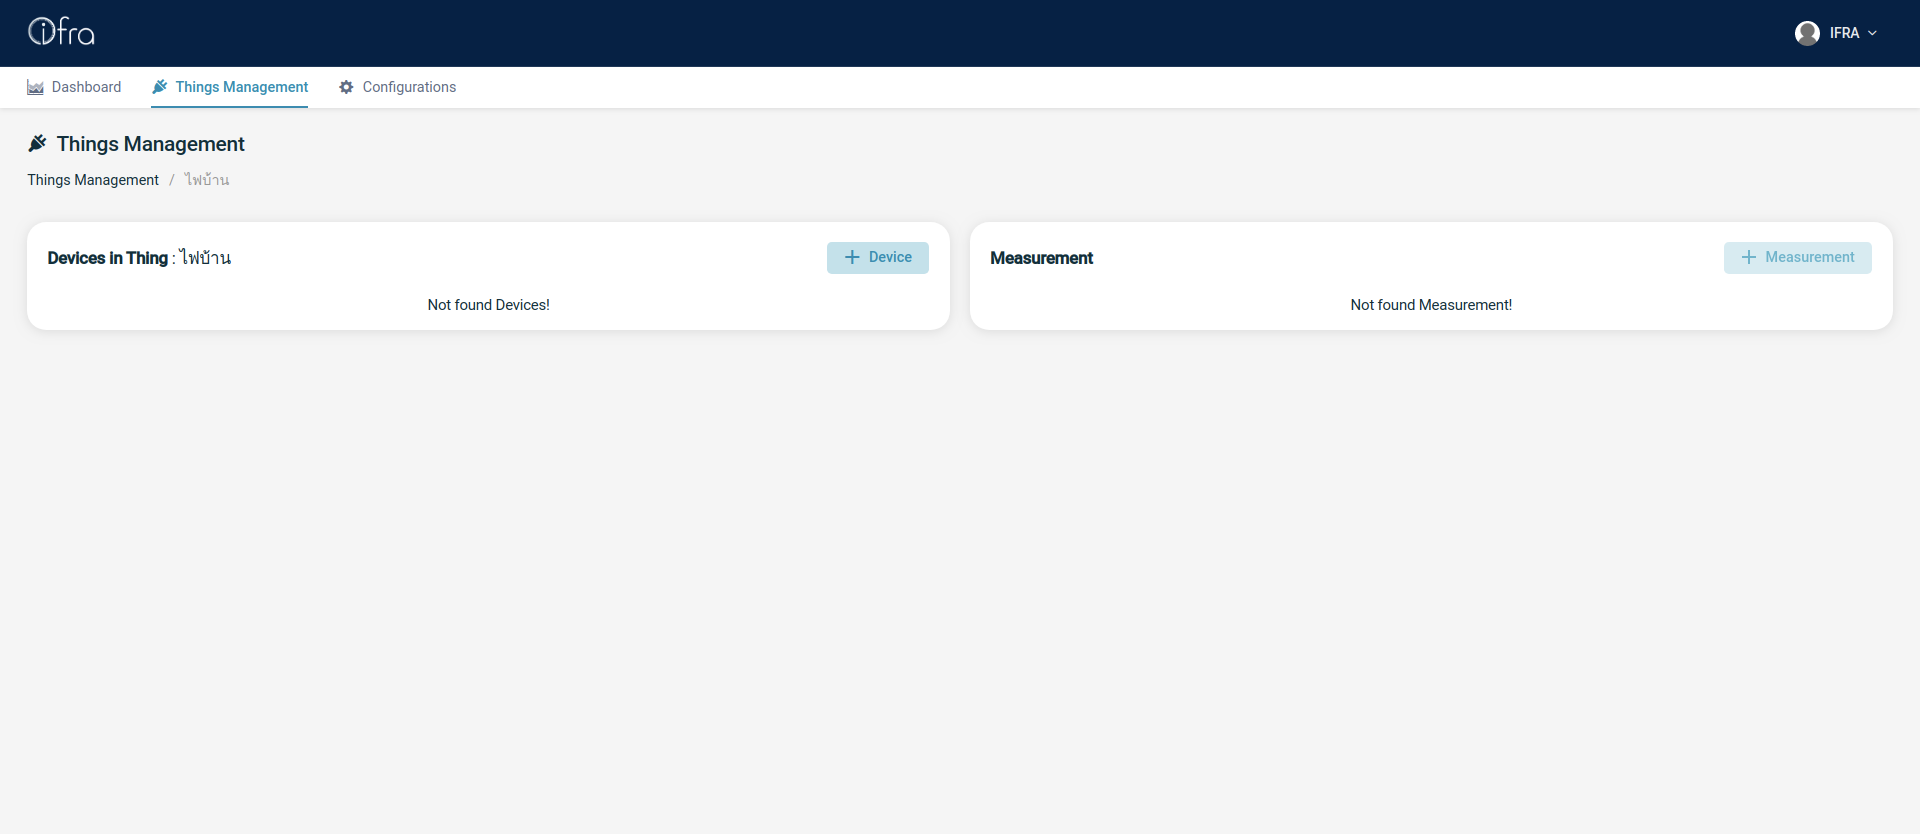 ifra
IFRA
Dashboard
Things Management
Configurations
Things Management
Things Management / ไฟบ้าน
Devices in Thing : ไฟบ้าน
Device
Not found Devices!
Measurement
Measurement
Not found Measurement!